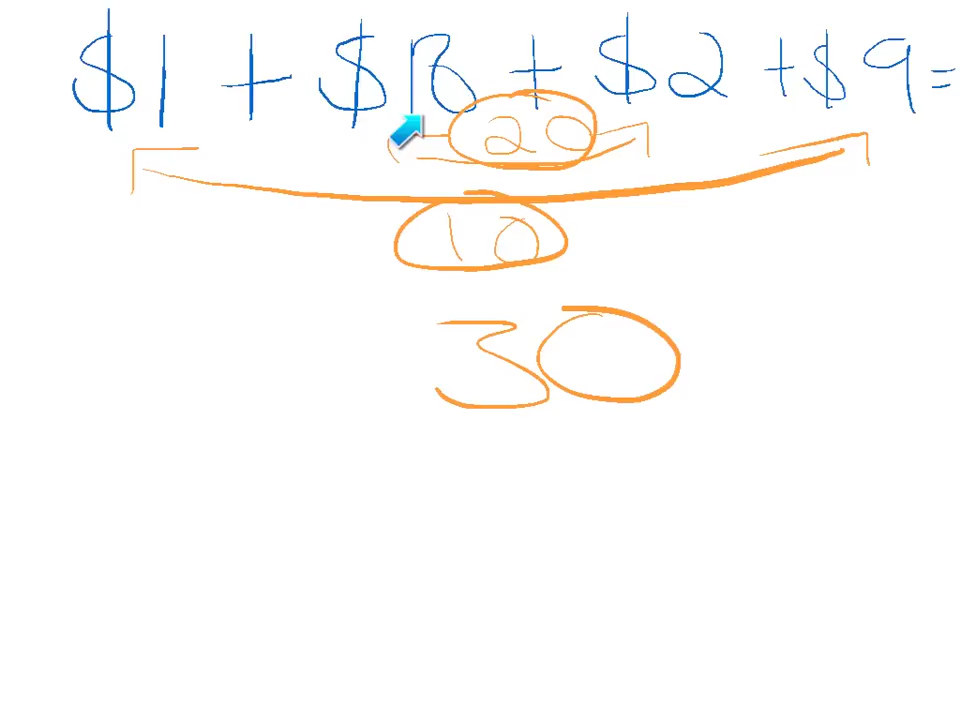 $1 + $18 + $2 + $9 =
20
10
30